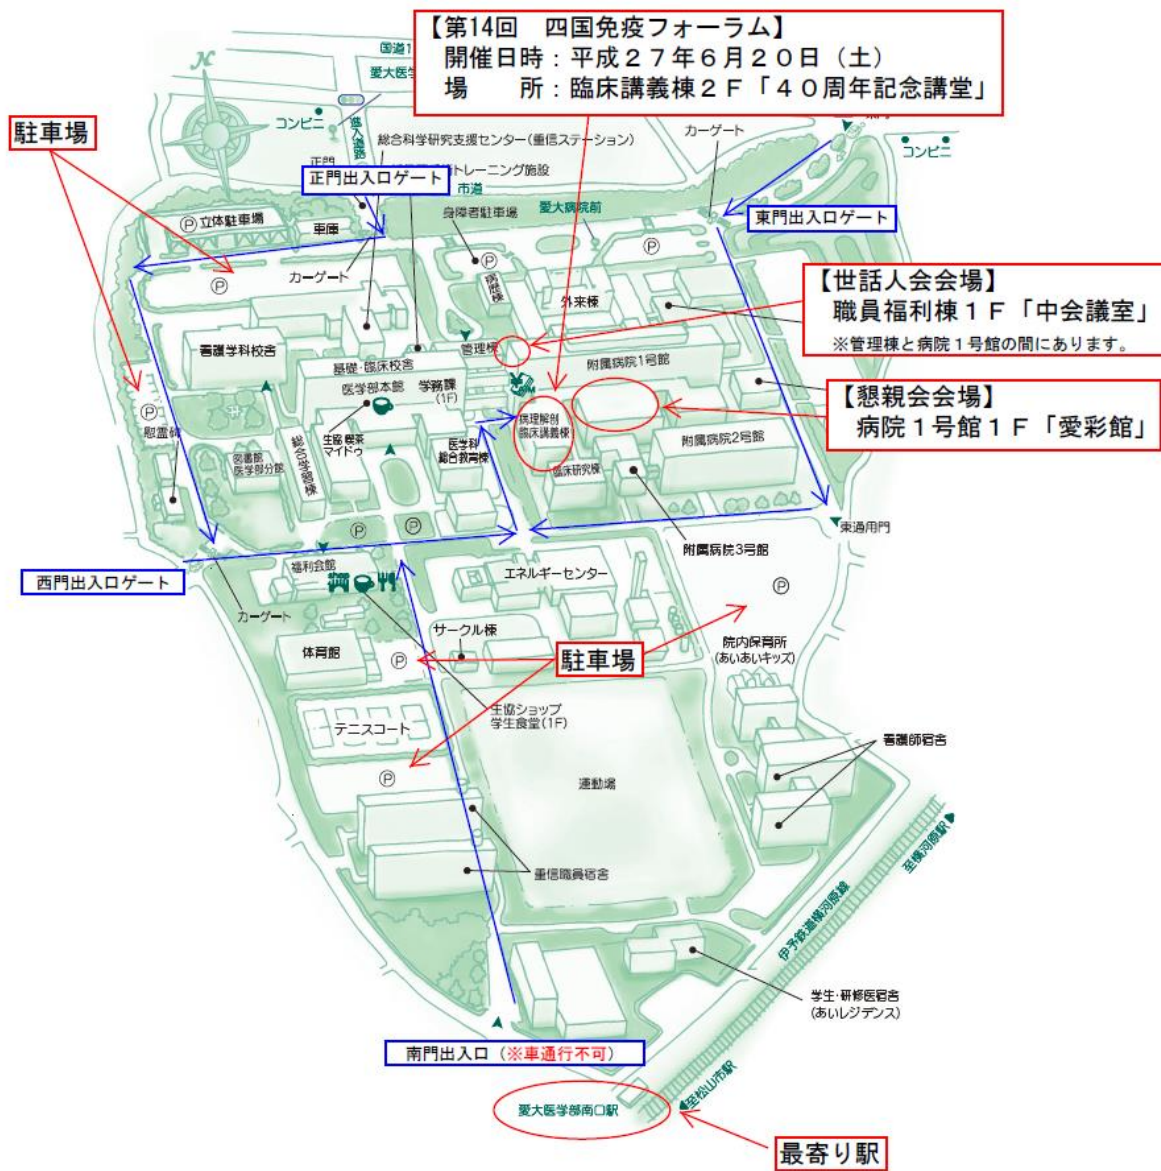 【第14回　四国免疫フォーラム】
開催日時：平成２７年６月２０日（土）
場　　所：臨床講義棟２Ｆ「４０周年記念講堂」
国道1
愛大医学
コンビニ
進入道路
総合科学研究支援センター(重信ステーション)
カーゲート
コンビニ
駐車場
正門
トレーニング施設
正門出入口ゲート
市道
身障者駐車場
愛大病院前
東門出入口ゲート
Ⓟ立体駐車場
車庫
Ⓟ
Ⓟ
カーゲート
Ⓟ
外来棟
【世話人会会場】
職員福利棟１Ｆ「中会議室」
※管理棟と病院１号館の間にあります。
看護学科校舎
管理棟
基礎・臨床校舎
附属病院1号館
医学部本館
学務課
(1F)
【懇親会会場】
病院１号館１Ｆ「愛彩館」
Ⓟ
慰霊碑
生協 喫茶
マイドゥ
医学科
総合教育棟
病理解剖
臨床講義棟
附属病院2号館
図書館
医学部分館
臨床研究棟
Ⓟ
Ⓟ
東通用門
附属病院3号館
西門出入口ゲート
福利会館
エネルギーセンター
Ⓟ
カーゲート
サークル棟
体育館
Ⓟ
駐車場
院内保育所
(あいあいキッズ)
生協ショップ
学生食堂(1F)
テニスコート
看護師宿舎
Ⓟ
運動場
重信職員宿舎
至横河原駅
伊予鉄道横河原線
学生・研修医宿舎
(あいレジデンス)
南門出入口（※車通行不可）
至松山市駅
愛大医学部南口駅
最寄り駅